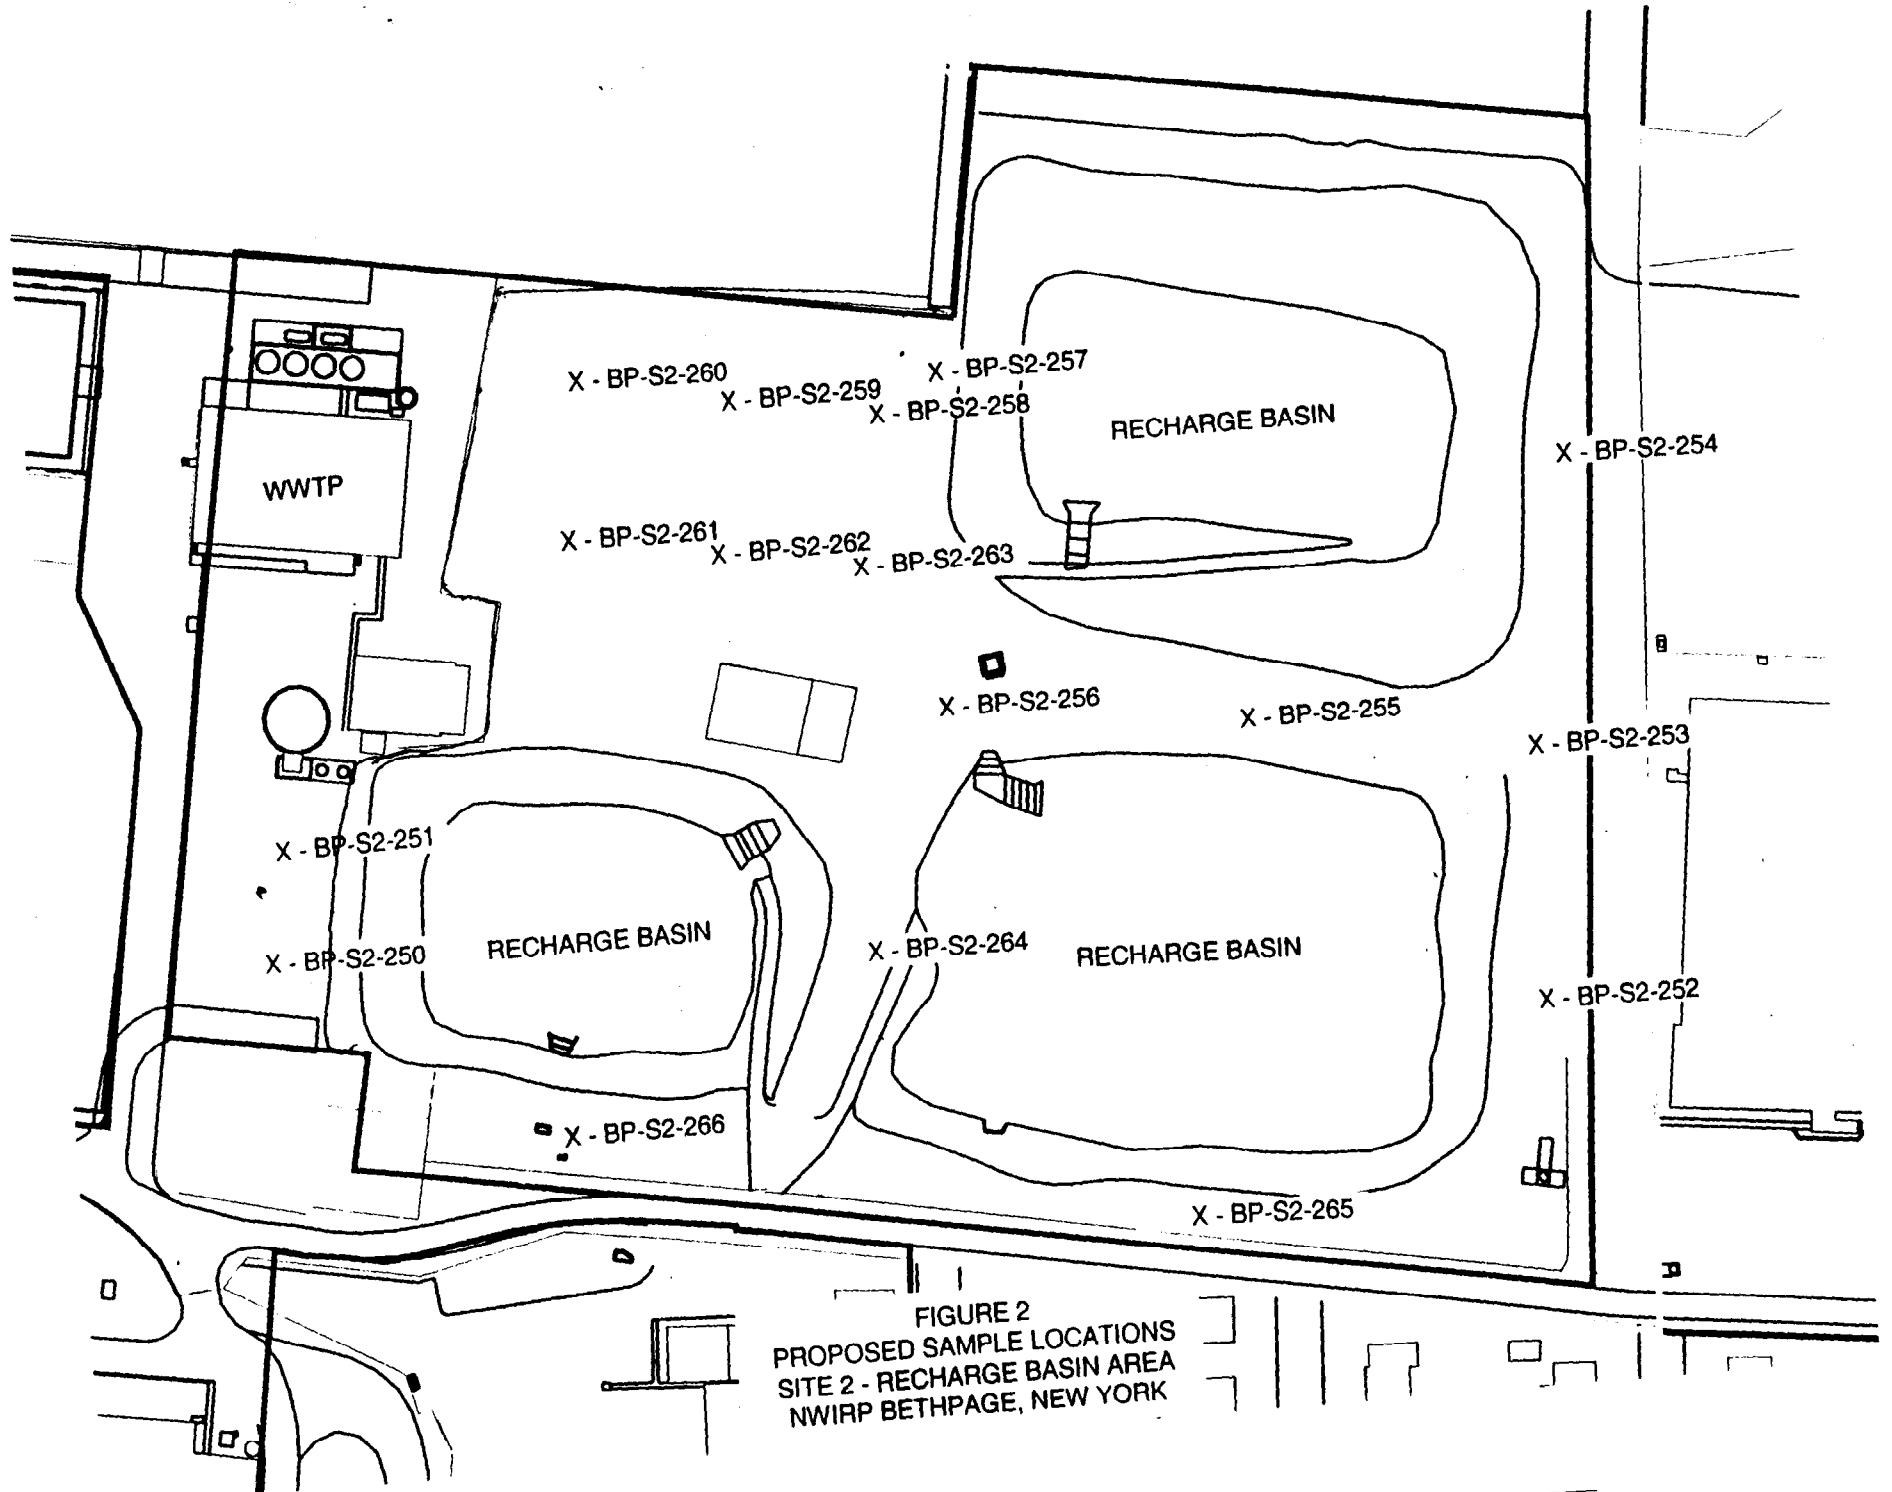 X - BP-S2-257
X - BP-S2-260
X - BP-S2-259
X - BP-S2-258
RECHARGE BASIN
X - BP-S2-254
WWTP
X - BP-S2-261
X - BP-S2-262
X - BP-S2-263
X - BP-S2-256
X - BP-S2-255
X - BP-S2-253
X - BP-S2-251
RECHARGE BASIN
X - BP-S2-264
RECHARGE BASIN
X - BP-S2-250
X - BP-S2-252
X - BP-S2-266
X - BP-S2-265
FIGURE 2
PROPOSED SAMPLE LOCATIONS
SITE 2 - RECHARGE BASIN AREA
NWIRP BETHPAGE, NEW YORK